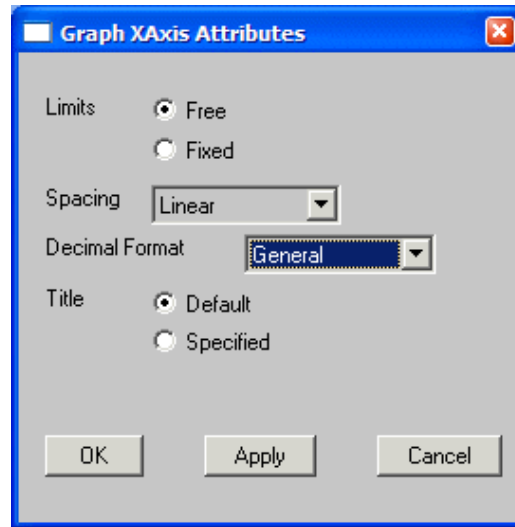 Graph XAxis Attributes
Limits Free
Fixed
Spacing Linear
Decimal Format General
Title Default
Specified
OK Apply Cancel